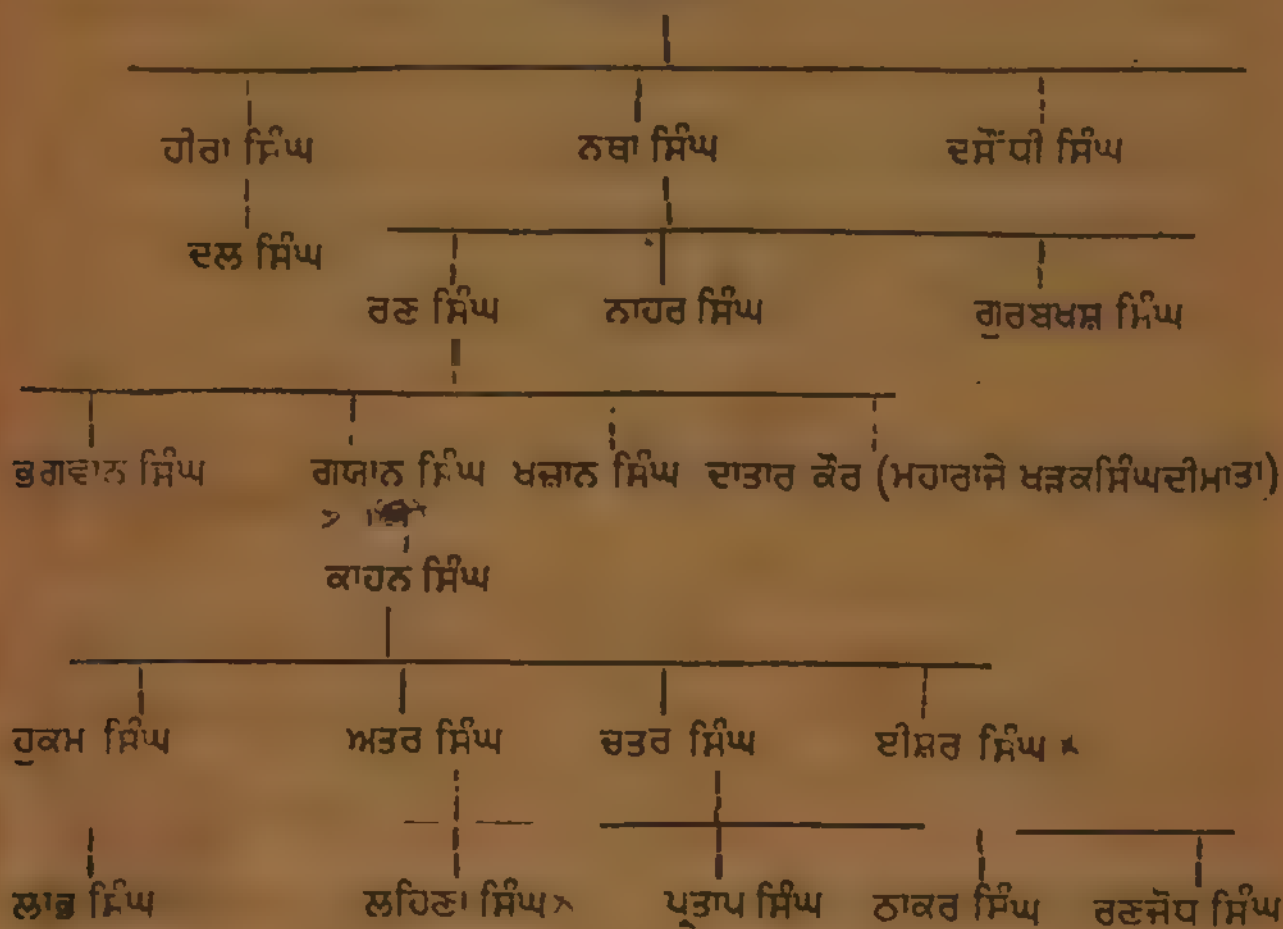 ਹੀਰਾ ਸਿੰਘ ਨਥਾ ਸਿੰਘ ਦਸੌਂਧੀ ਸਿੰਘ
ਦਲ ਸਿੰਘ
ਰਣ ਸਿੰਘ ਨਾਹਰ ਸਿੰਘ ਗੁਰਬਖਸ਼ ਸਿੰਘ
ਭਗਵਾਨ ਸਿੰਘ ਗਯਾਨ ਸਿੰਘ ਖਜ਼ਾਨ ਸਿੰਘ ਦਾਤਾਰ ਕੌਰ (ਮਹਾਰਾਜੇ ਖੜਕਸਿੰਘਦੀਮਾਤਾ)
ਕਾਹਨ ਸਿੰਘ
ਹੁਕਮ ਸਿੰਘ ਅਤਰ ਸਿੰਘ ਚਤਰ ਸਿੰਘ ਈਸ਼ਰ ਸਿੰਘ
ਲਾਭ ਸਿੰਘ ਲਹਿਣਾ ਸਿੰਘ ਪ੍ਰਤਾਪ ਸਿੰਘ ਠਾਕਰ ਸਿੰਘ ਰਣਜੋਧ ਸਿੰਘ